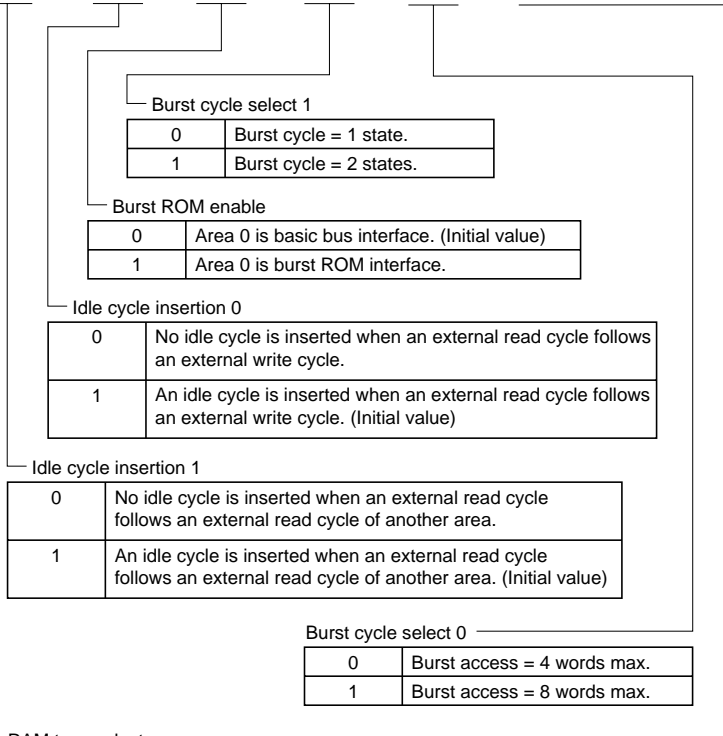 Burst cycle select 1
0 Burst cycle = 1 state.
1 Burst cycle = 2 states.
Burst ROM enable
0 Area 0 is basic bus interface. (Initial value)
1 Area 0 is burst ROM interface.
Idle cycle insertion 0
0 No idle cycle is inserted when an external read cycle follows
an external write cycle.
1 An idle cycle is inserted when an external read cycle follows
an external write cycle. (Initial value)
Idle cycle insertion 1
0 No idle cycle is inserted when an external read cycle
follows an external read cycle of another area.
1 An idle cycle is inserted when an external read cycle
follows an external read cycle of another area. (Initial value)
Burst cycle select 0
0 Burst access = 4 words max.
1 Burst access = 8 words max.